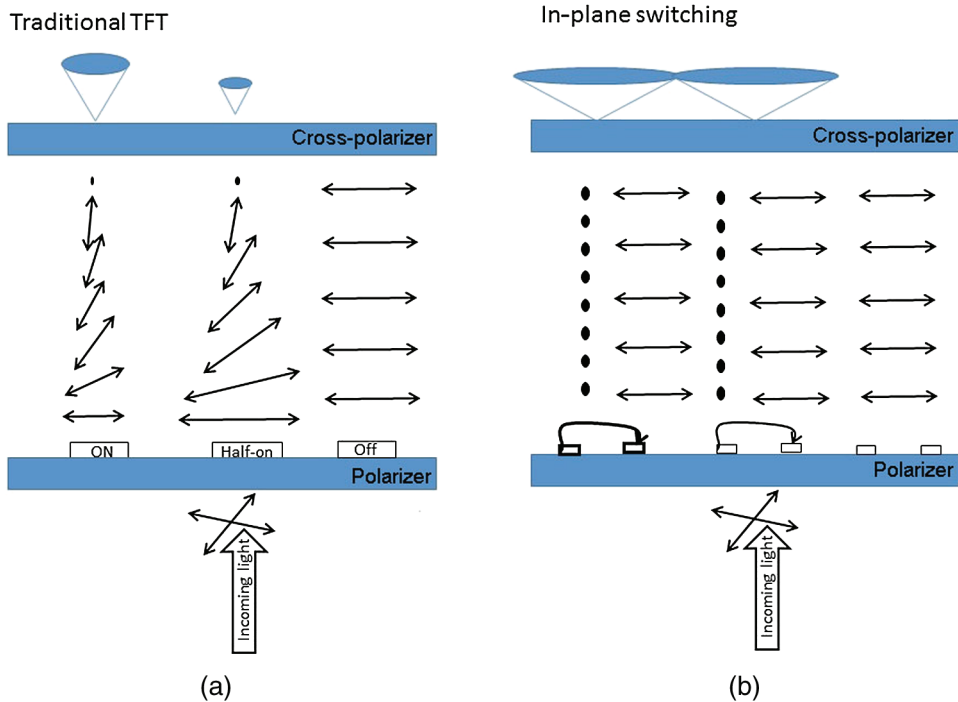 Traditional TFT
In-plane switching
Cross-polarizer
Cross-polarizer
ON
Half-on
Off
Polarizer
Polarizer
Incoming light
Incoming light
(a)
(b)